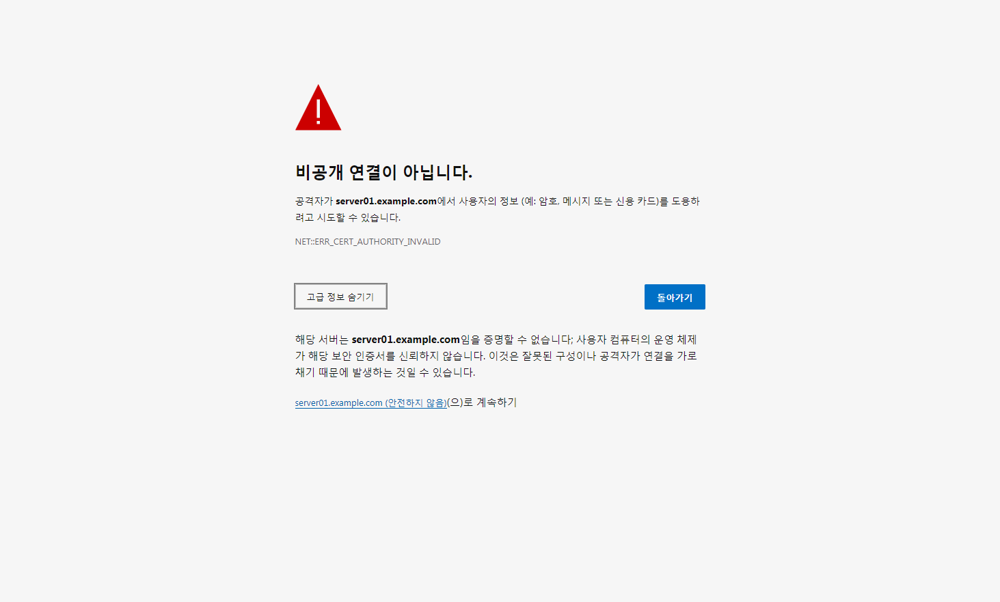 비공개 연결이 아닙니다.
공격자가 server01.example.com에서 사용자의 정보 (예: 암호, 메시지 또는 신용 카드)를 도용하
려고 시도할 수 있습니다.
NET::ERR_CERT_AUTHORITY_INVALID
고급 정보 숨기기
돌아가기
해당 서버는 server01.example.com임을 증명할 수 없습니다; 사용자 컴퓨터의 운영 체제
가 해당 보안 인증서를 신뢰하지 않습니다. 이것은 잘못된 구성이나 공격자가 연결을 가로
채기 때문에 발생하는 것일 수 있습니다.
server01.example.com (안전하지 않음)(으)로 계속하기